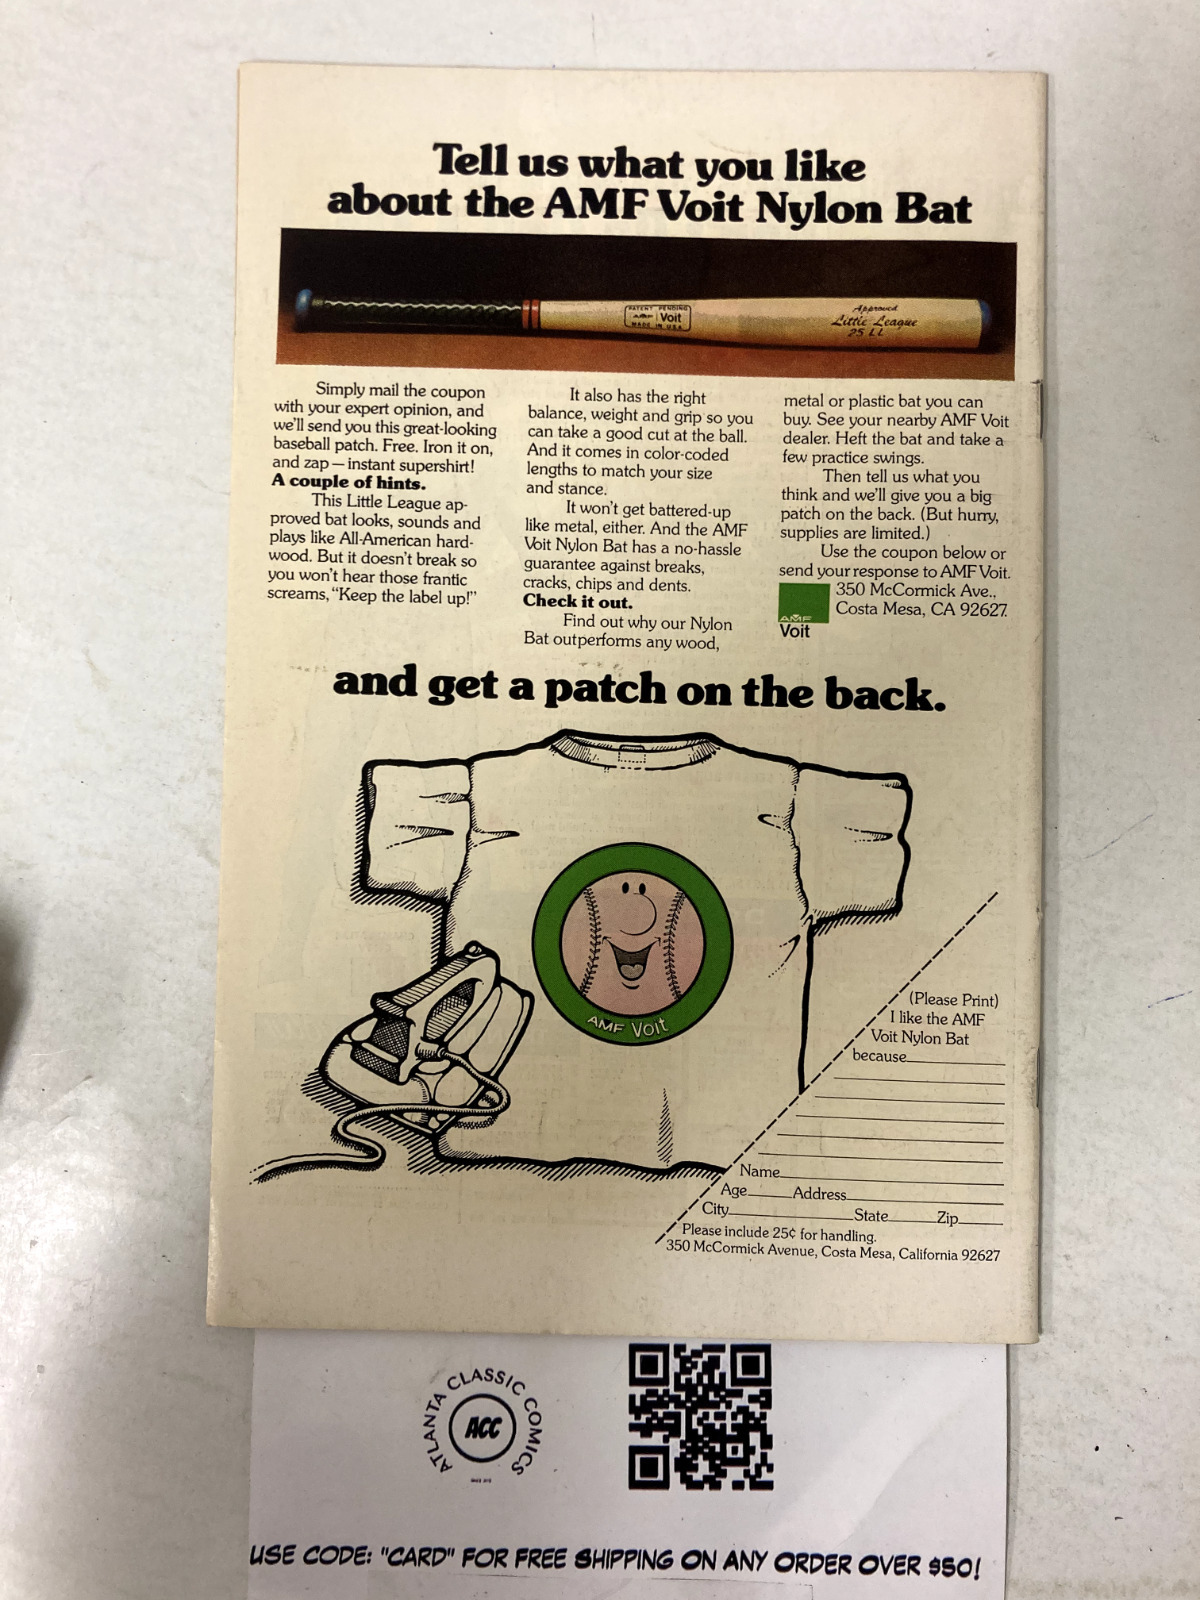 Tell us what you like
about the AMF Voit Nylon Bat
PATENT PENDING
AMF Voit
MADE IN U.S.A.
Approved
Little League
25 LL
Simply mail the coupon
with your expert opinion, and
we'll send you this great-looking
baseball patch. Free. Iron it on,
and zap — instant supershirt!
A couple of hints.
This Little League ap-
proved bat looks, sounds and
plays like All-American hard-
wood. But it doesn't break so
you won't hear those frantic
screams, "Keep the label up!"
It also has the right
balance, weight and grip so you
can take a good cut at the ball.
And it comes in color-coded
lengths to match your size
and stance.
It won't get battered-up
like metal, either. And the AMF
Voit Nylon Bat has a no-hassle
guarantee against breaks,
cracks, chips and dents.
Check it out.
Find out why our Nylon
Bat outperforms any wood,
metal or plastic bat you can
buy. See your nearby AMF Voit
dealer. Heft the bat and take a
few practice swings.
Then tell us what you
think and we'll give you a big
patch on the back. (But hurry,
supplies are limited.)
Use the coupon below or
send your response to AMF Voit.
350 McCormick Ave.,
Costa Mesa, CA 92627.
AMF
Voit
and get a patch on the back.
AMF Voit
(Please Print)
I like the AMF
Voit Nylon Bat
because
Name
Age Address
City State Zip
Please include 25¢ for handling.
350 McCormick Avenue, Costa Mesa, California 92627
ATLANTA CLASSIC COMICS
ACC
USE CODE: "CARD" FOR FREE SHIPPING ON ANY ORDER OVER $50!